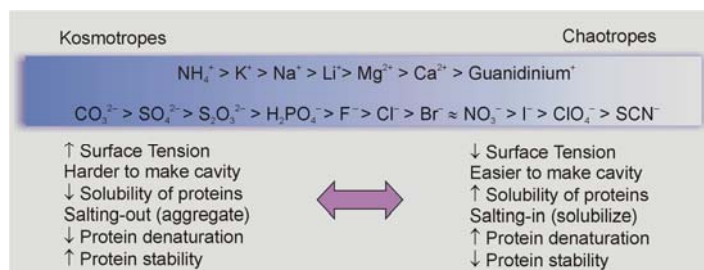 Kosmotropes Chaotropes
NH₄⁺ > K⁺ > Na⁺ > Li⁺> Mg²⁺ > Ca²⁺ > Guanidinium⁺
CO₃²⁻ > SO₄²⁻ > S₂O₃²⁻ > H₂PO₄⁻ > F⁻ > Cl⁻ > Br⁻ ≈ NO₃⁻ > I⁻ > ClO₄⁻ > SCN⁻
↑ Surface Tension
Harder to make cavity
↓ Solubility of proteins
Salting-out (aggregate)
↓ Protein denaturation
↑ Protein stability
↓ Surface Tension
Easier to make cavity
↑ Solubility of proteins
Salting-in (solubilize)
↑ Protein denaturation
↓ Protein stability